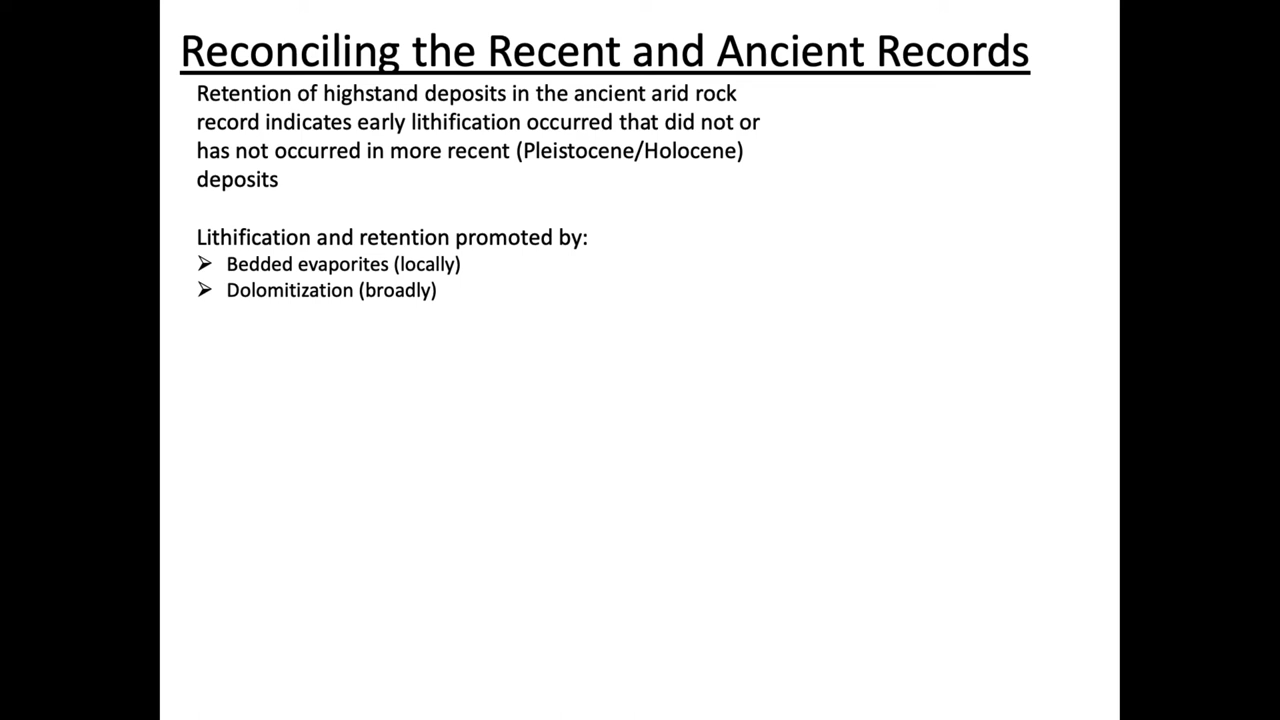 Reconciling the Recent and Ancient Records
Retention of highstand deposits in the ancient arid rock
record indicates early lithification occurred that did not or
has not occurred in more recent (Pleistocene/Holocene)
deposits
Lithification and retention promoted by:
➢ Bedded evaporites (locally)
➢ Dolomitization (broadly)